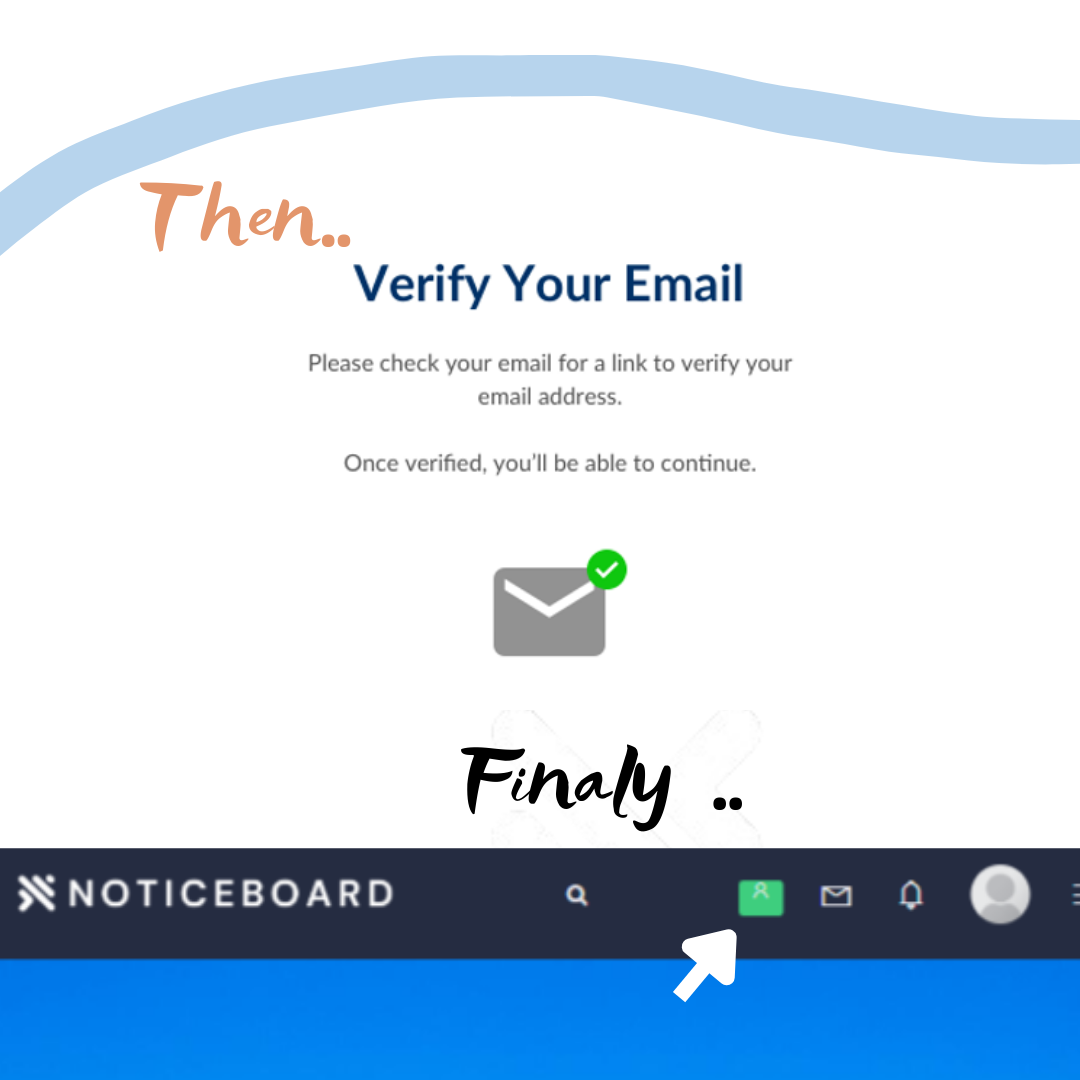 Then..
Verify Your Email
Please check your email for a link to verify your
email address.
Once verified, you'll be able to continue.
Finaly ..
NOTICEBOARD